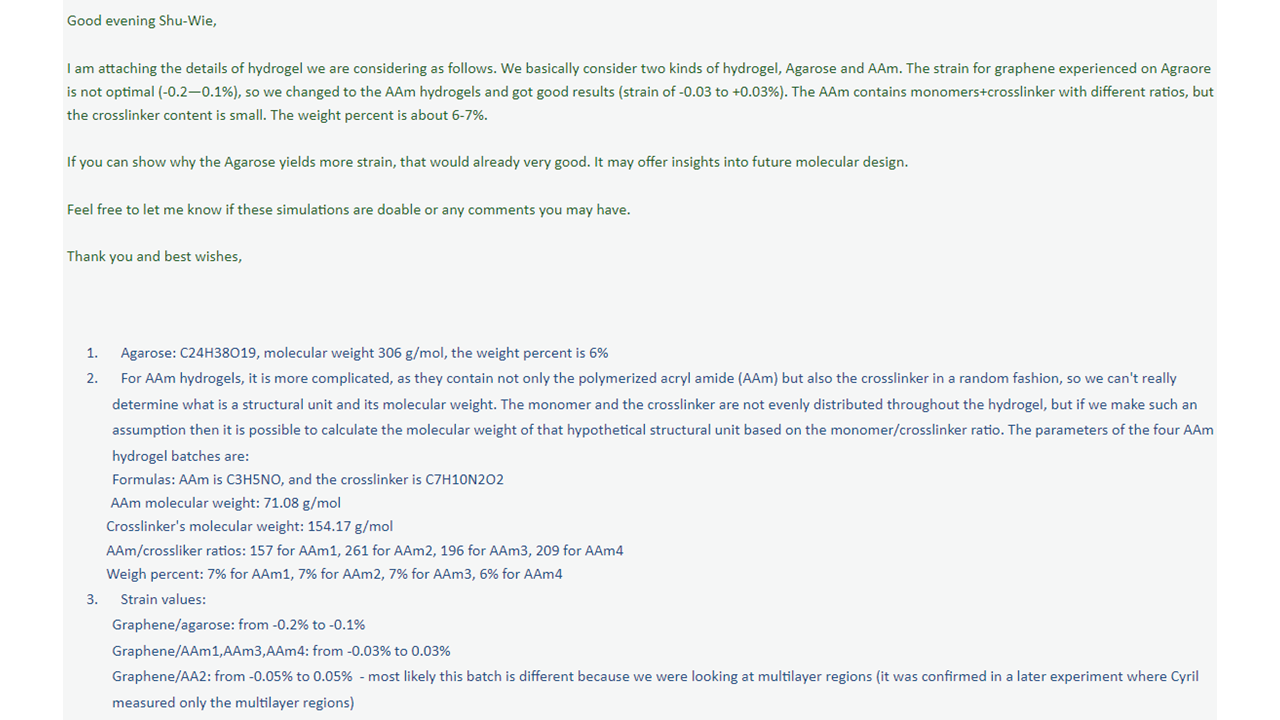 Good evening Shu-Wie,
I am attaching the details of hydrogel we are considering as follows. We basically consider two kinds of hydrogel, Agarose and AAm. The strain for graphene experienced on Agraore
is not optimal (-0.2—0.1%), so we changed to the AAm hydrogels and got good results (strain of -0.03 to +0.03%). The AAm contains monomers+crosslinker with different ratios, but
the crosslinker content is small. The weight percent is about 6-7%.
If you can show why the Agarose yields more strain, that would already very good. It may offer insights into future molecular design.
Feel free to let me know if these simulations are doable or any comments you may have.
Thank you and best wishes,
1. Agarose: C24H38O19, molecular weight 306 g/mol, the weight percent is 6%
2. For AAm hydrogels, it is more complicated, as they contain not only the polymerized acryl amide (AAm) but also the crosslinker in a random fashion, so we can't really
determine what is a structural unit and its molecular weight. The monomer and the crosslinker are not evenly distributed throughout the hydrogel, but if we make such an
assumption then it is possible to calculate the molecular weight of that hypothetical structural unit based on the monomer/crosslinker ratio. The parameters of the four AAm
hydrogel batches are:
Formulas: AAm is C3H5NO, and the crosslinker is C7H10N2O2
AAm molecular weight: 71.08 g/mol
Crosslinker's molecular weight: 154.17 g/mol
AAm/crossliker ratios: 157 for AAm1, 261 for AAm2, 196 for AAm3, 209 for AAm4
Weigh percent: 7% for AAm1, 7% for AAm2, 7% for AAm3, 6% for AAm4
3. Strain values:
Graphene/agarose: from -0.2% to -0.1%
Graphene/AAm1,AAm3,AAm4: from -0.03% to 0.03%
Graphene/AA2: from -0.05% to 0.05% - most likely this batch is different because we were looking at multilayer regions (it was confirmed in a later experiment where Cyril
measured only the multilayer regions)